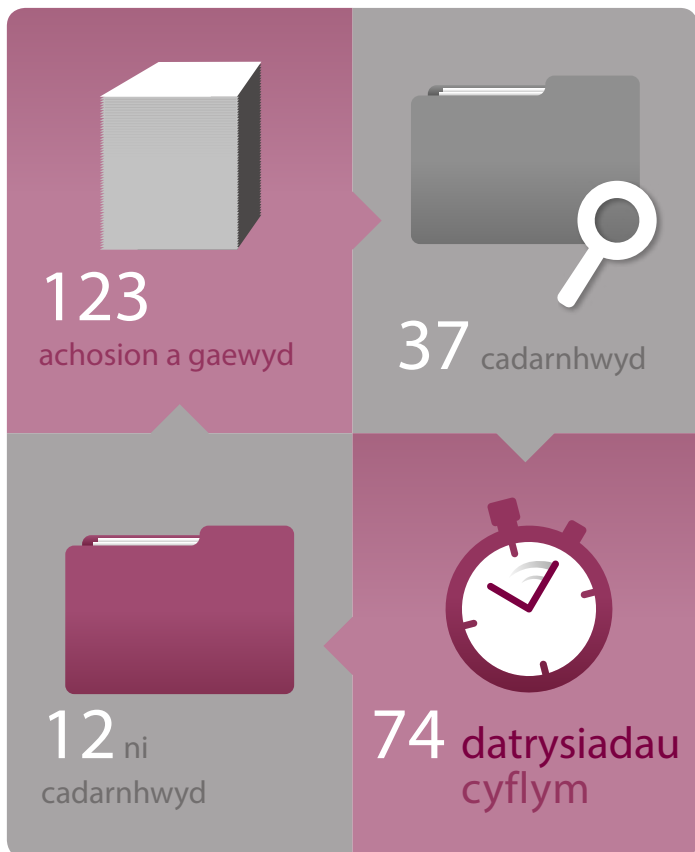 123
achosion a gaewyd
37 cadarnhwyd
12 ni
cadarnhwyd
74 datrysiadau
cyflym